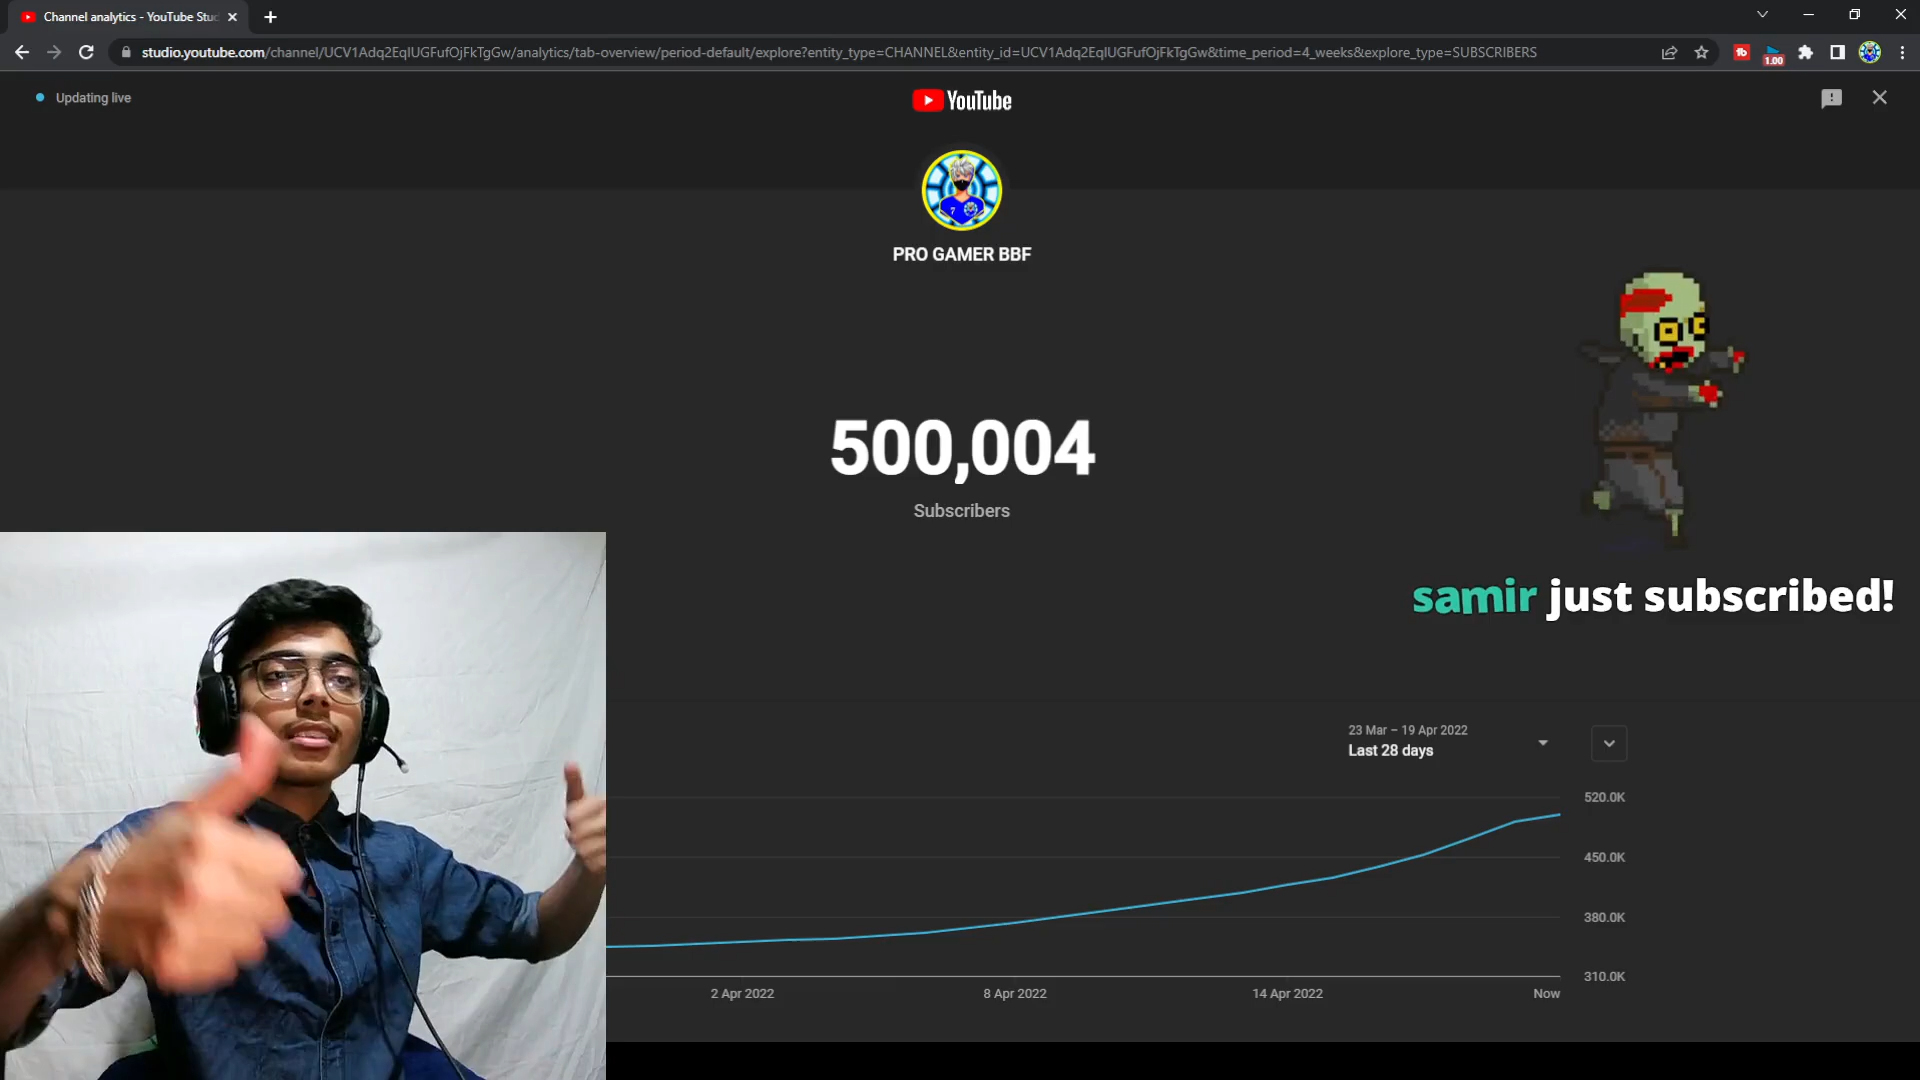 Channel analytics - YouTube Stu
studio.youtube.com/channel/UCV1Adq2EqlUGFufOjFkTgGw/analytics/tab-overview/period-default/explore?entity_type=CHANNEL&entity_id=UCV1Adq2EqlUGFufOjFkTgGw&time_period=4_weeks&explore_type=SUBSCRIBERS
1.00
Updating live
YouTube
7
PRO GAMER BBF
500,004
Subscribers
samir just subscribed!
23 Mar – 19 Apr 2022
Last 28 days
520.0K
450.0K
380.0K
310.0K
2 Apr 2022
8 Apr 2022
14 Apr 2022
Now